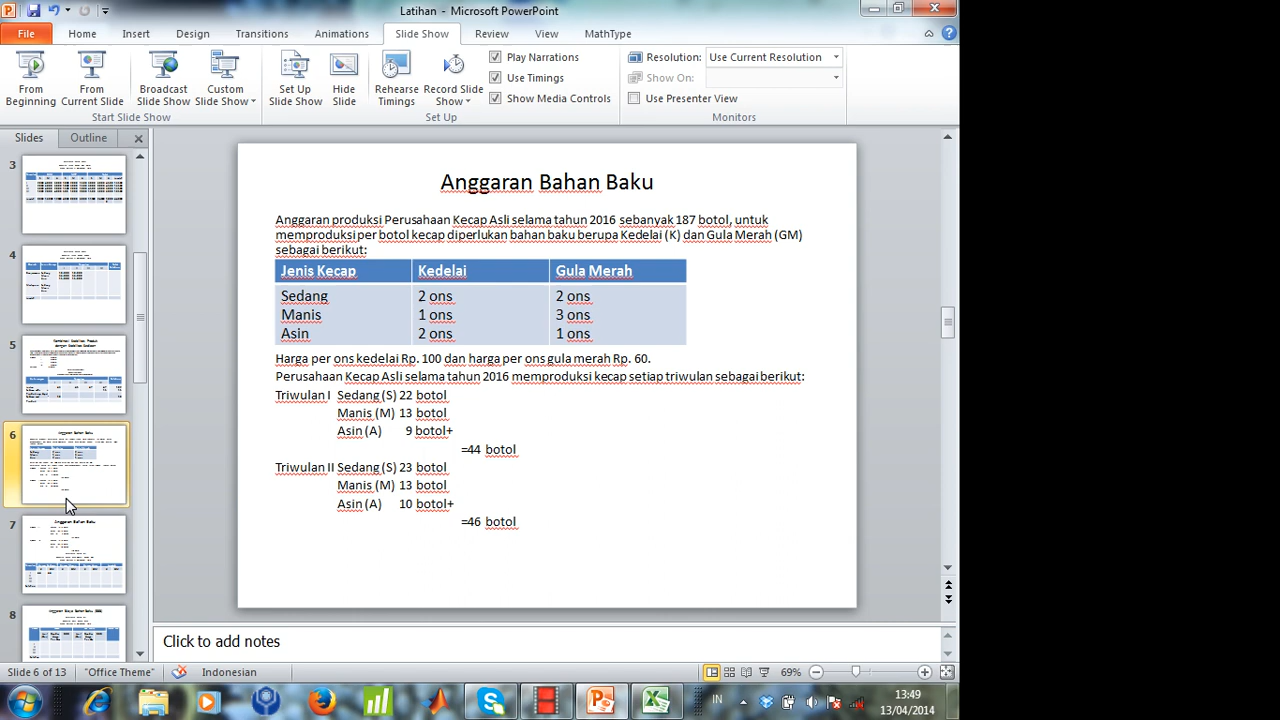 Latihan - Microsoft PowerPoint
File Home Insert Design Transitions Animations Slide Show Review View MathType
From Beginning
From Current Slide
Broadcast Slide Show
Custom Slide Show
Set Up Slide Show
Hide Slide
Rehearse Timings
Record Slide Show
Play Narrations
Use Timings
Show Media Controls
Resolution: Use Current Resolution
Show On:
Use Presenter View
Start Slide Show Set Up Monitors
Slides Outline
3
4
5
6
7
8
Anggaran Bahan Baku
Anggaran produksi Perusahaan Kecap Asli selama tahun 2016 sebanyak 187 botol, untuk
memproduksi per botol kecap diperlukan bahan baku berupa Kedelai (K) dan Gula Merah (GM)
sebagai berikut:
Jenis Kecap Kedelai Gula Merah
Sedang 2 ons 2 ons
Manis 1 ons 3 ons
Asin 2 ons 1 ons
Harga per ons kedelai Rp. 100 dan harga per ons gula merah Rp. 60.
Perusahaan Kecap Asli selama tahun 2016 memproduksi kecap setiap triwulan sebagai berikut:
Triwulan I Sedang (S) 22 botol
Manis (M) 13 botol
Asin (A) 9 botol+
=44 botol
Triwulan II Sedang (S) 23 botol
Manis (M) 13 botol
Asin (A) 10 botol+
=46 botol
Click to add notes
Slide 6 of 13 "Office Theme" Indonesian 69%
IN
13:49
13/04/2014